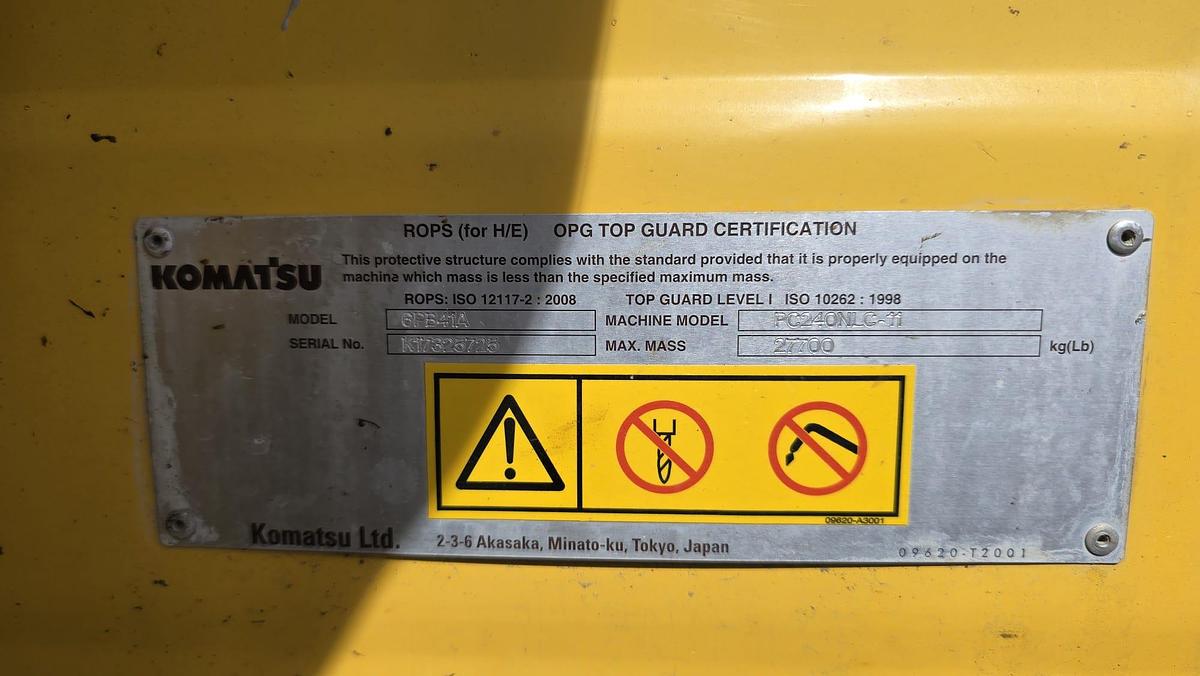 ROPS (for H/E) OPG TOP GUARD CERTIFICATION
KOMATSU
This protective structure complies with the standard provided that it is properly equipped on the
machine which mass is less than the specified maximum mass.
ROPS: ISO 12117-2 : 2008 TOP GUARD LEVEL I ISO 10262 : 1998
MODEL MACHINE MODEL PC240NLC-11
SERIAL No. MAX. MASS 27700 kg(Lb)
09620-A3001
Komatsu Ltd. 2-3-6 Akasaka, Minato-ku, Tokyo, Japan
09620-T2001